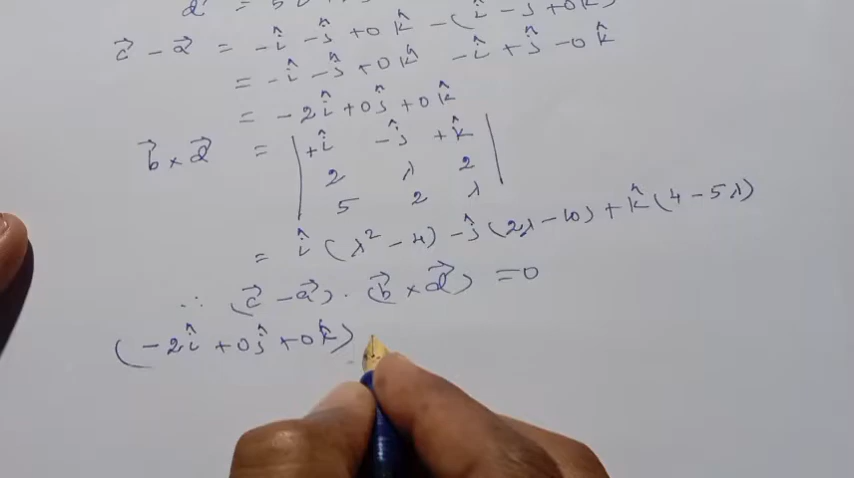 d⃗ = 5
c⃗ - a⃗ = -î -ĵ +0k̂ -(î -ĵ +0k̂)
= -î -ĵ +0k̂ -î +ĵ -0k̂
= -2î +0ĵ +0k̂
b⃗ × d⃗ = | +î -ĵ +k̂ |
2 λ 2
5 2 λ
= î (λ² - 4) -ĵ (2λ -10) + k̂ (4 - 5λ)
∴ (c⃗ - a⃗) · (b⃗ × d⃗) = 0
(-2î +0ĵ +0k̂)